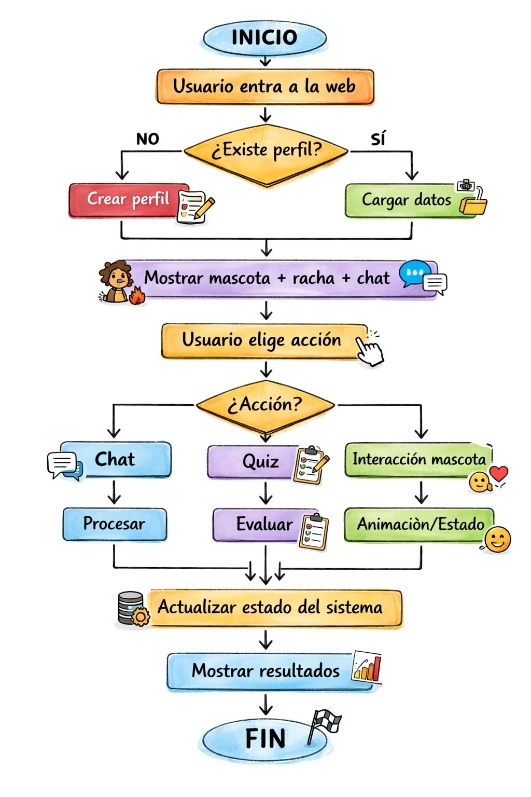 INICIO
Usuario entra a la web
¿Existe perfil?
NO
SÍ
Crear perfil
Cargar datos
Mostrar mascota + racha + chat
Usuario elige acción
¿Acción?
Chat
Quiz
Interacción mascota
Procesar
Evaluar
Animaciòn/Estado
Actualizar estado del sistema
Mostrar resultados
FIN